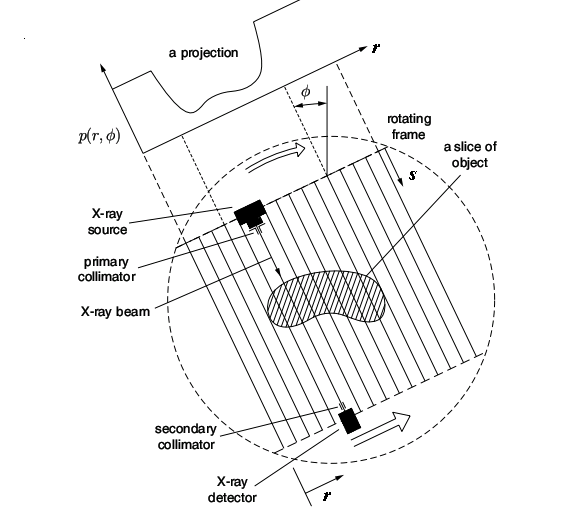 a projection
r
ϕ
p(r, ϕ)
rotating
frame
a slice of
object
s
X-ray
source
primary
collimator
X-ray beam
secondary
collimator
X-ray
detector
r